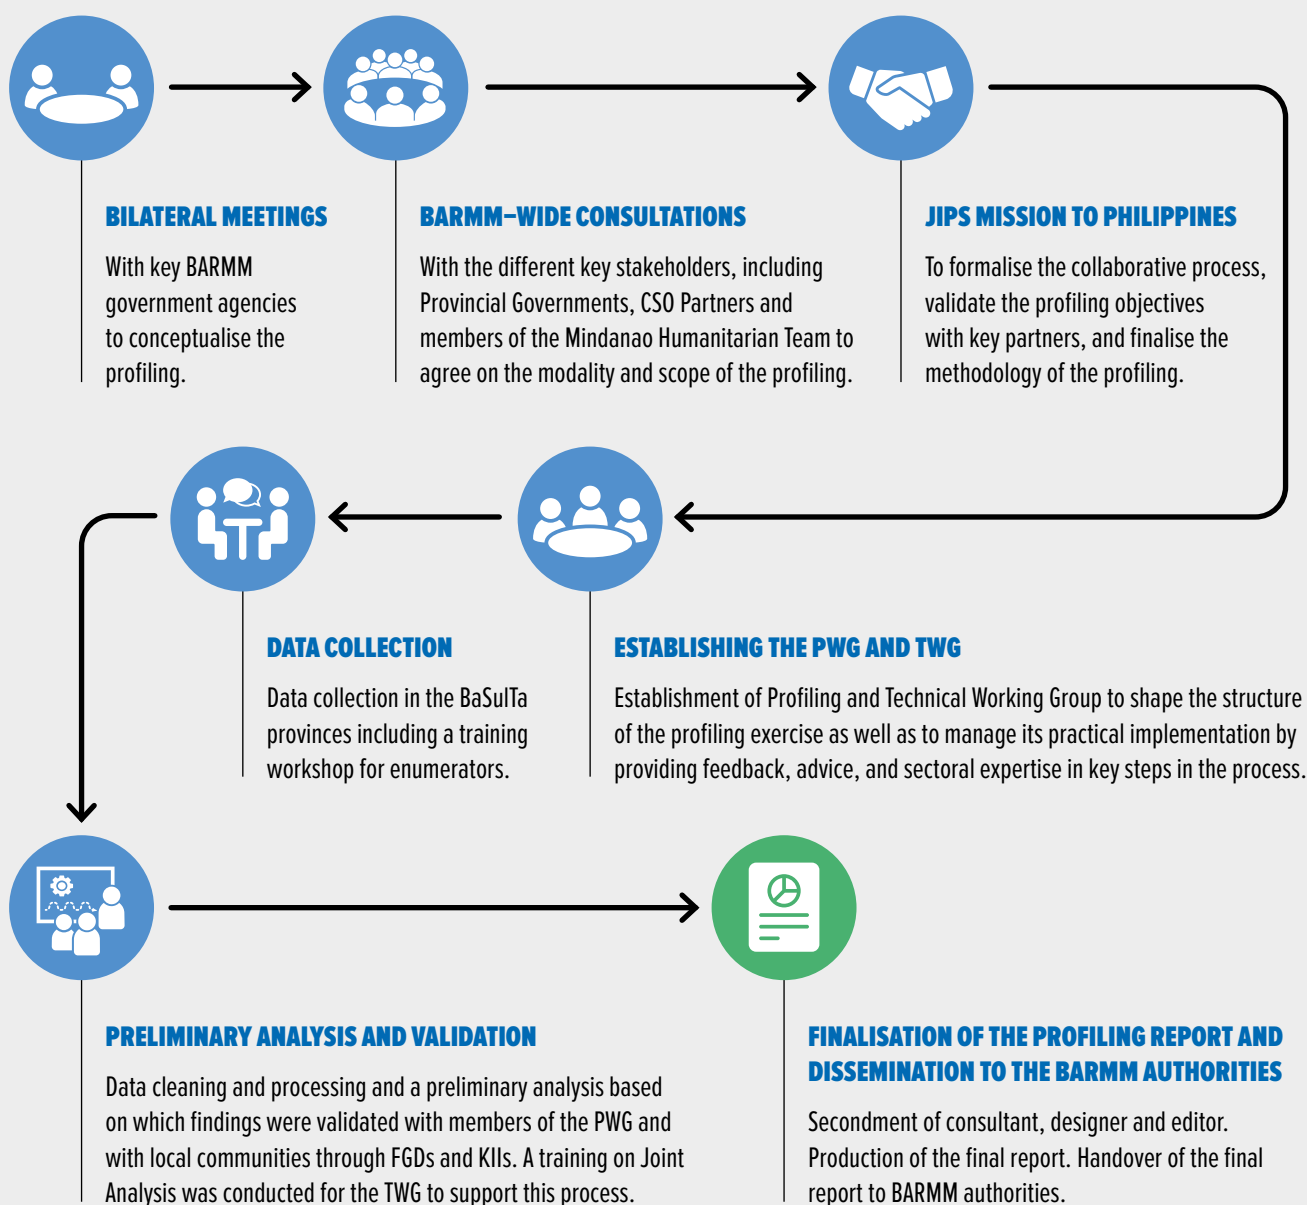 BILATERAL MEETINGS
With key BARMM
government agencies
to conceptualise the
profiling.
BARMM–WIDE CONSULTATIONS
With the different key stakeholders, including
Provincial Governments, CSO Partners and
members of the Mindanao Humanitarian Team to
agree on the modality and scope of the profiling.
JIPS MISSION TO PHILIPPINES
To formalise the collaborative process,
validate the profiling objectives
with key partners, and finalise the
methodology of the profiling.
ESTABLISHING THE PWG AND TWG
Establishment of Profiling and Technical Working Group to shape the structure
of the profiling exercise as well as to manage its practical implementation by
providing feedback, advice, and sectoral expertise in key steps in the process.
DATA COLLECTION
Data collection in the BaSulTa
provinces including a training
workshop for enumerators.
PRELIMINARY ANALYSIS AND VALIDATION
Data cleaning and processing and a preliminary analysis based
on which findings were validated with members of the PWG and
with local communities through FGDs and KIIs. A training on Joint
Analysis was conducted for the TWG to support this process.
FINALISATION OF THE PROFILING REPORT AND
DISSEMINATION TO THE BARMM AUTHORITIES
Secondment of consultant, designer and editor.
Production of the final report. Handover of the final
report to BARMM authorities.